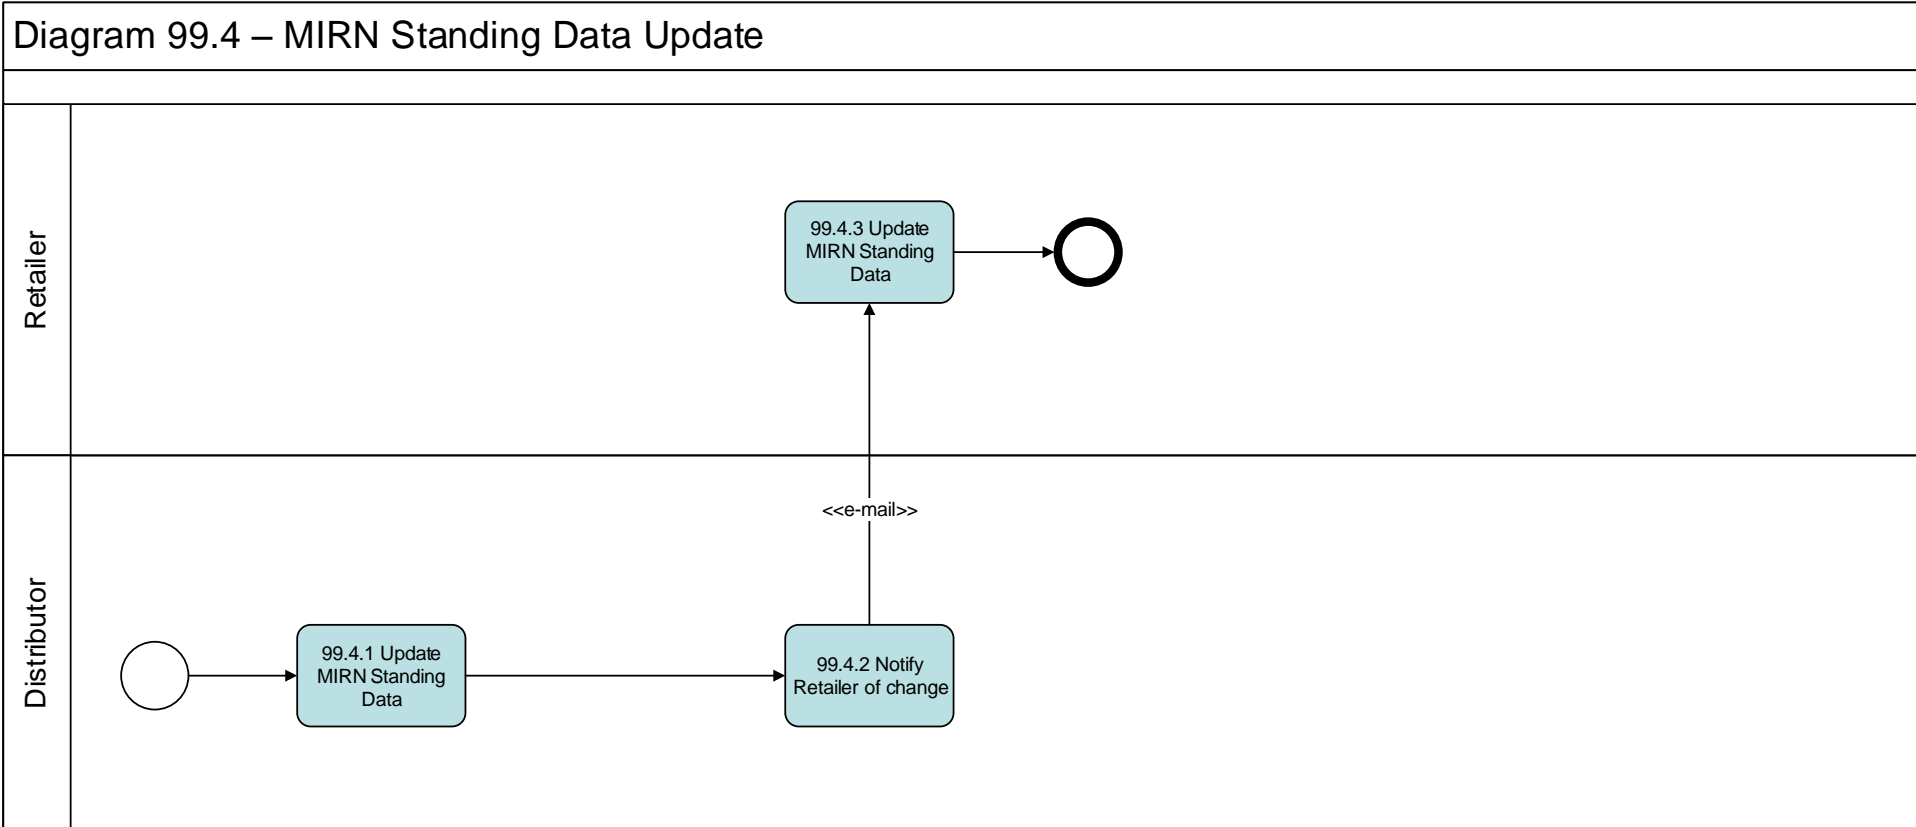 Diagram 99.4 – MIRN Standing Data Update
Retailer
99.4.3 Update
MIRN Standing
Data
<<e-mail>>
Distributor
99.4.1 Update
MIRN Standing
Data
99.4.2 Notify
Retailer of change